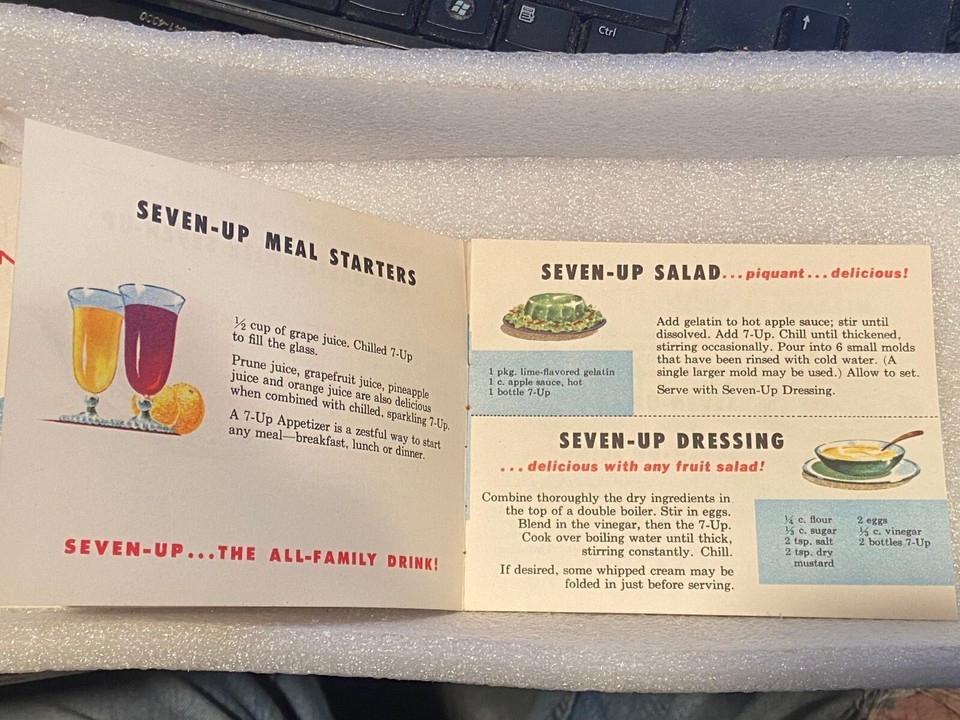 Ctrl
SEVEN-UP MEAL STARTERS
½ cup of grape juice. Chilled 7-Up
to fill the glass.
Prune juice, grapefruit juice, pineapple
juice and orange juice are also delicious
when combined with chilled, sparkling 7-Up.
A 7-Up Appetizer is a zestful way to start
any meal—breakfast, lunch or dinner.
SEVEN-UP...THE ALL-FAMILY DRINK!
SEVEN-UP SALAD...piquant...delicious!
1 pkg. lime-flavored gelatin
1 c. apple sauce, hot
1 bottle 7-Up
Add gelatin to hot apple sauce; stir until
dissolved. Add 7-Up. Chill until thickened,
stirring occasionally. Pour into 6 small molds
that have been rinsed with cold water. (A
single larger mold may be used.) Allow to set.
Serve with Seven-Up Dressing.
SEVEN-UP DRESSING
...delicious with any fruit salad!
Combine thoroughly the dry ingredients in
the top of a double boiler. Stir in eggs.
Blend in the vinegar, then the 7-Up.
Cook over boiling water until thick,
stirring constantly. Chill.
If desired, some whipped cream may be
folded in just before serving.
¼ c. flour
⅓ c. sugar
2 tsp. salt
2 tsp. dry
mustard
2 eggs
⅓ c. vinegar
2 bottles 7-Up